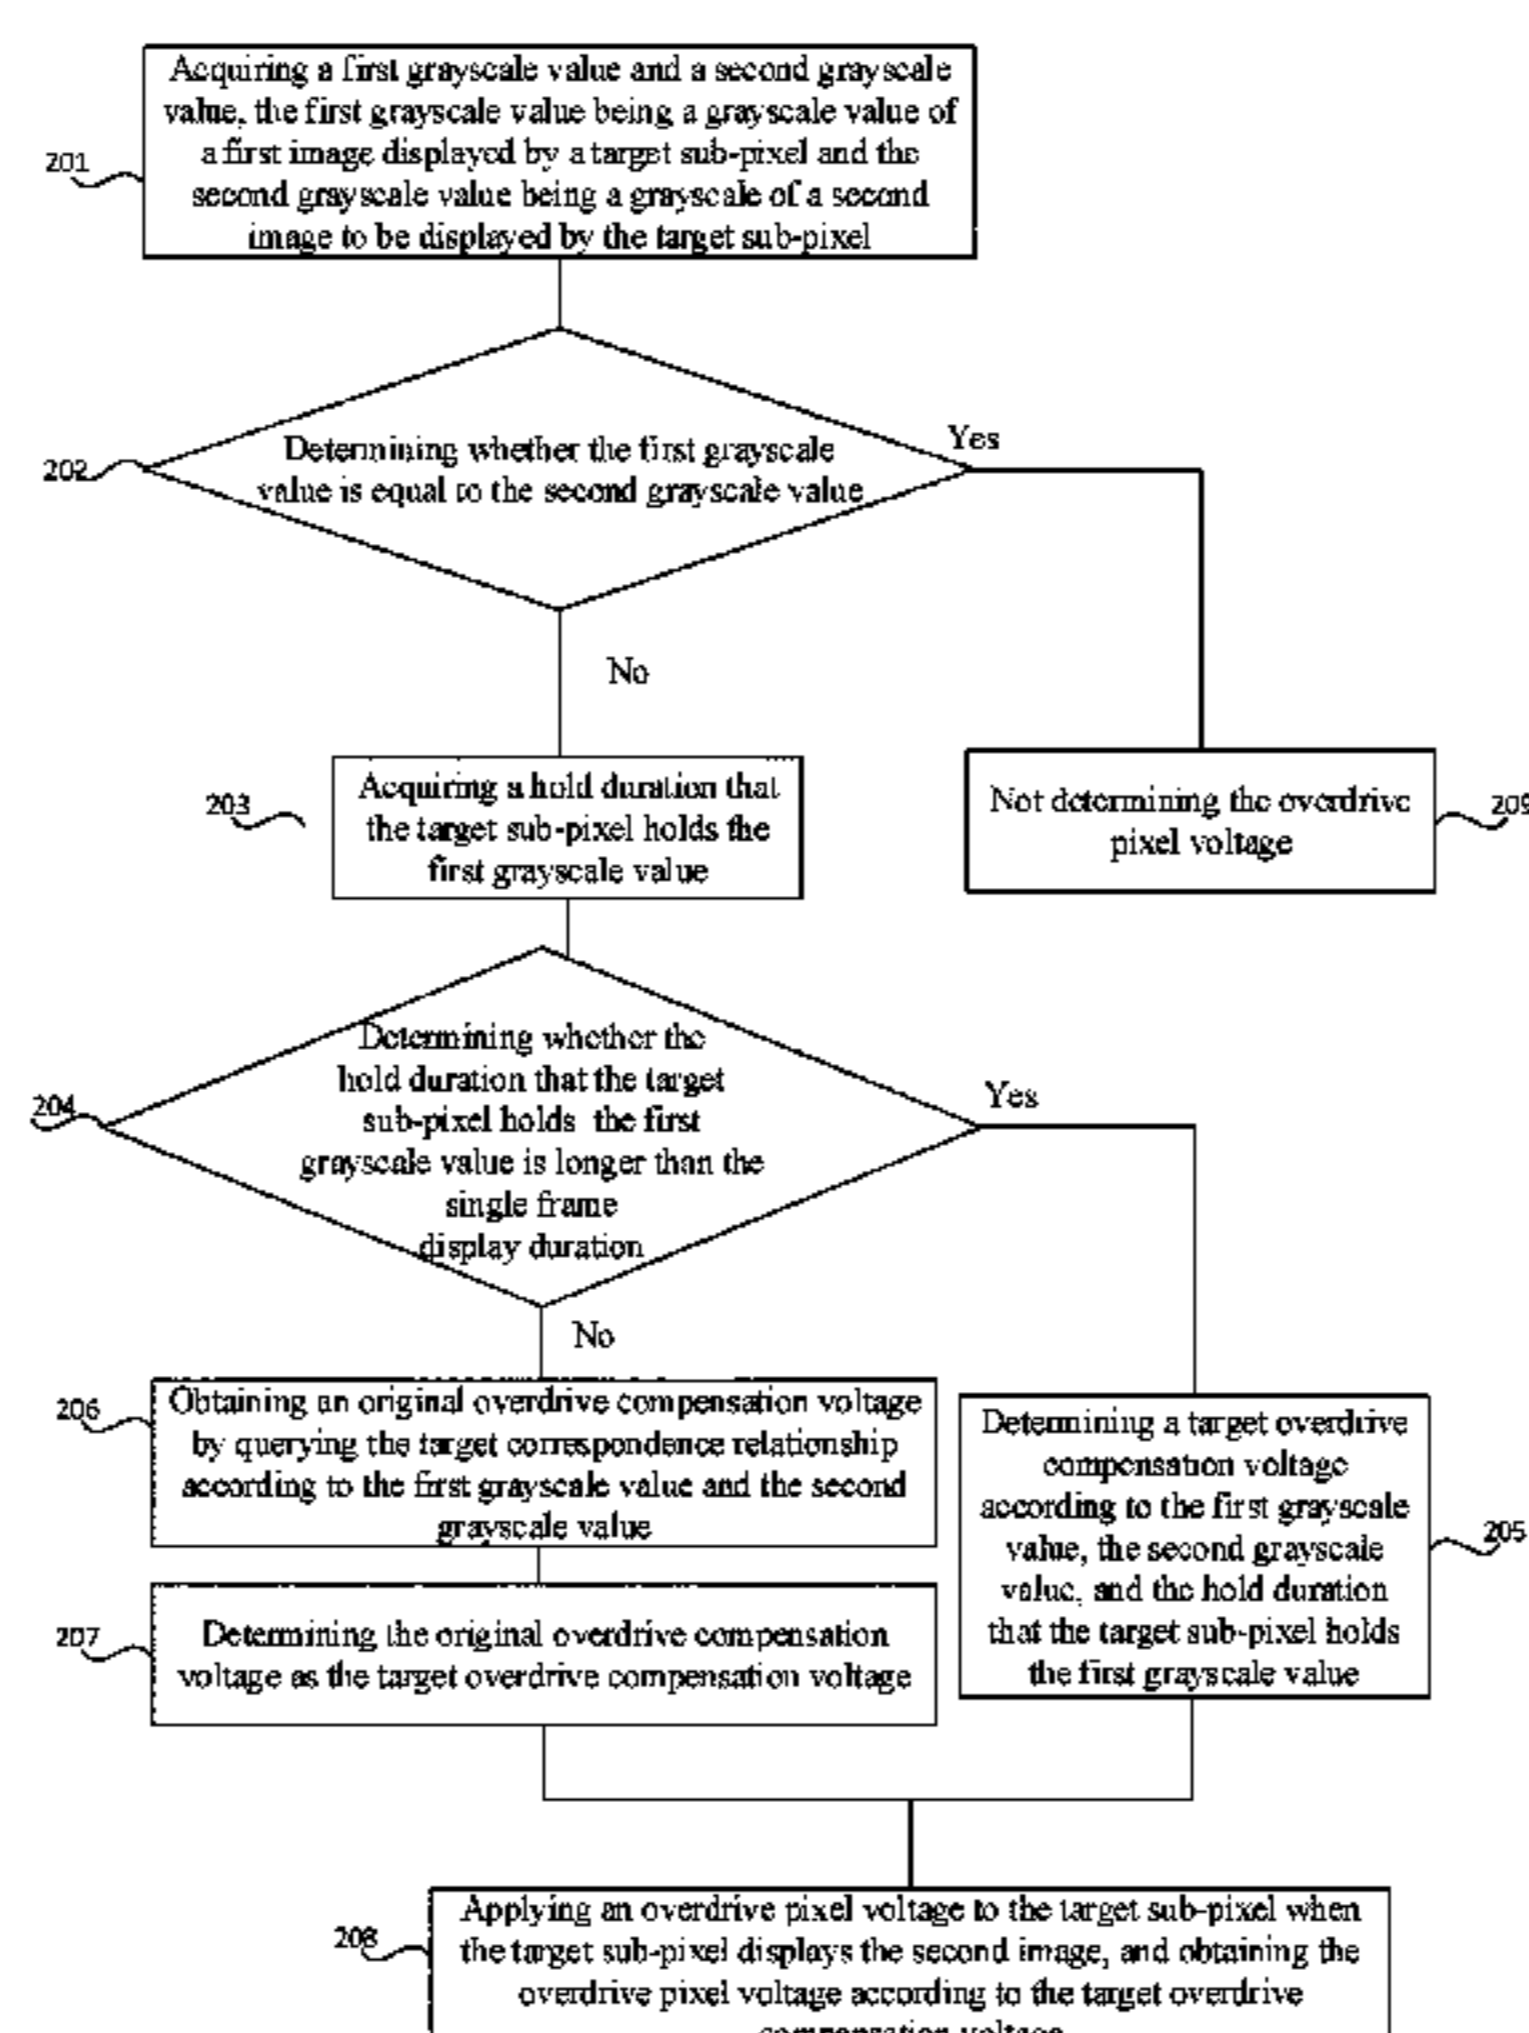 Acquiring a first grayscale value and a second grayscale
value, the first grayscale value being a grayscale value of
a first image displayed by a target sub-pixel and the
second grayscale value being a grayscale of a second
image to be displayed by the target sub-pixel
201
Determining whether the first grayscale
value is equal to the second grayscale value
202
Yes
No
Acquiring a hold duration that
the target sub-pixel holds the
first grayscale value
203
Not determining the overdrive
pixel voltage
209
Determining whether the
hold duration that the target
sub-pixel holds the first
grayscale value is longer than the
single frame
display duration
204
Yes
No
Obtaining an original overdrive compensation voltage
by querying the target correspondence relationship
according to the first grayscale value and the second
grayscale value
206
Determining a target overdrive
compensation voltage
according to the first grayscale
value, the second grayscale
value, and the hold duration
that the target sub-pixel holds
the first grayscale value
205
Determining the original overdrive compensation
voltage as the target overdrive compensation voltage
207
Applying an overdrive pixel voltage to the target sub-pixel when
the target sub-pixel displays the second image, and obtaining the
overdrive pixel voltage according to the target overdrive
compensation voltage
208